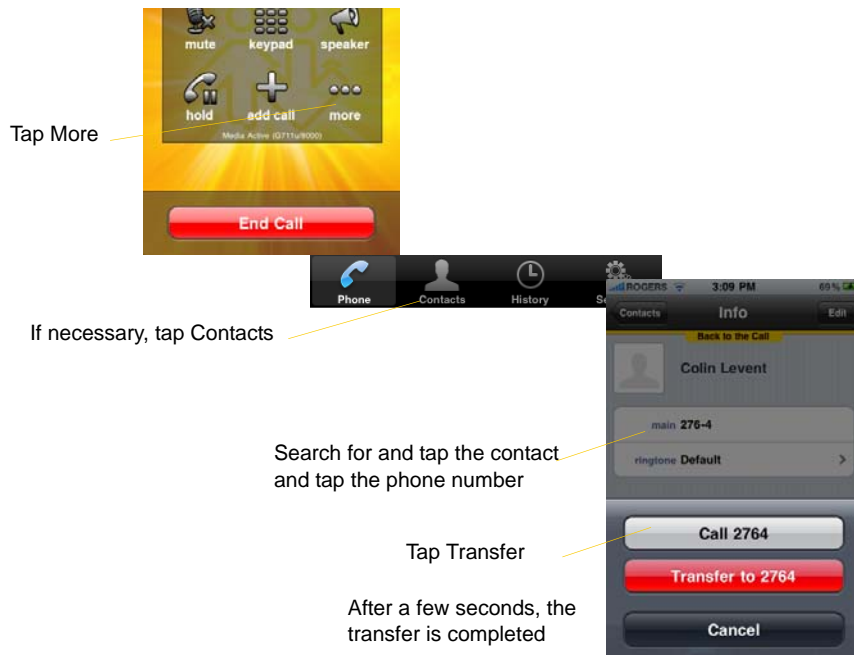 mute keypad speaker
hold add call more
Media Active (G711u/8000)
Tap More
End Call
Phone Contacts History
If necessary, tap Contacts
ROGERS 3:09 PM 69%
Contacts Info Edit
Back to the Call
Colin Levent
main 276-4
ringtone Default
Search for and tap the contact
and tap the phone number
Call 2764
Tap Transfer
Transfer to 2764
After a few seconds, the
transfer is completed
Cancel